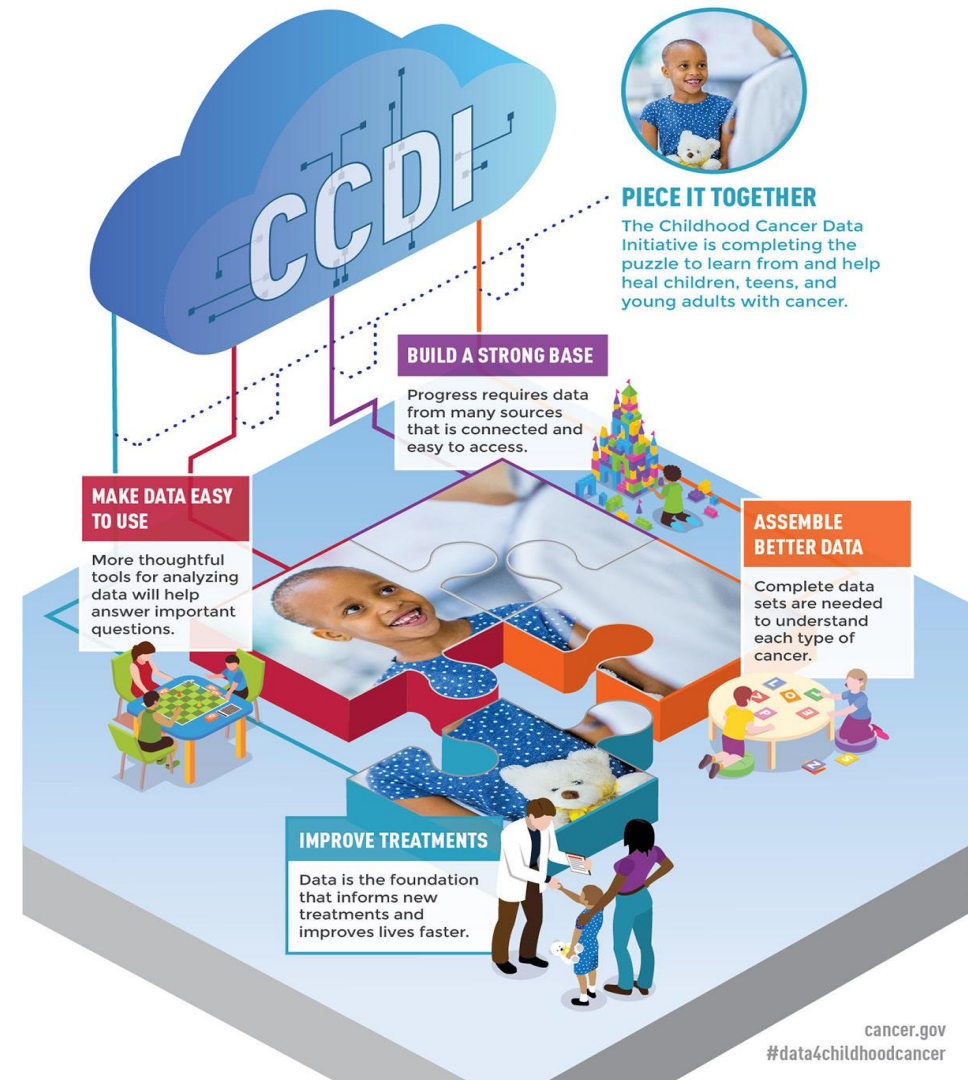 CCDI
PIECE IT TOGETHER
The Childhood Cancer Data
Initiative is completing the
puzzle to learn from and help
heal children, teens, and
young adults with cancer.
BUILD A STRONG BASE
Progress requires data
from many sources
that is connected and
easy to access.
MAKE DATA EASY
TO USE
More thoughtful
tools for analyzing
data will help
answer important
questions.
ASSEMBLE
BETTER DATA
Complete data
sets are needed
to understand
each type of
cancer.
IMPROVE TREATMENTS
Data is the foundation
that informs new
treatments and
improves lives faster.
cancer.gov
#data4childhoodcancer